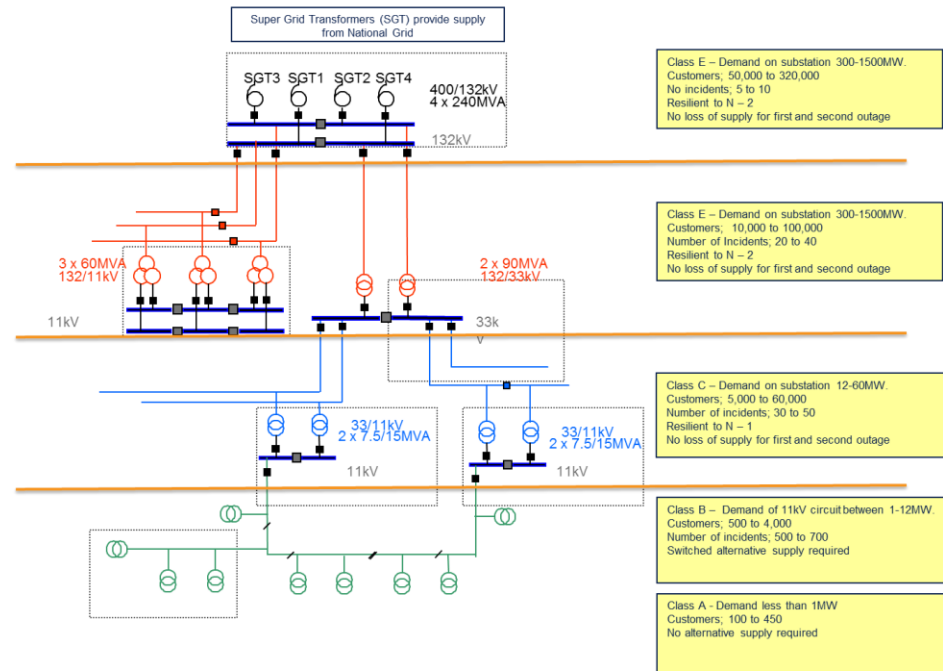 Super Grid Transformers (SGT) provide supply
from National Grid
SGT3 SGT1 SGT2 SGT4
400/132kV
4 x 240MVA
132kV
Class E – Demand on substation 300-1500MW.
Customers; 50,000 to 320,000
No incidents; 5 to 10
Resilient to N – 2
No loss of supply for first and second outage
3 x 60MVA
132/11kV
11kV
2 x 90MVA
132/33kV
33k
V
Class E – Demand on substation 300-1500MW.
Customers; 10,000 to 100,000
Number of Incidents; 20 to 40
Resilient to N – 2
No loss of supply for first and second outage
33/11kV
2 x 7.5/15MVA
11kV
33/11kV
2 x 7.5/15MVA
11kV
Class C – Demand on substation 12-60MW.
Customers; 5,000 to 60,000
Number of incidents; 30 to 50
Resilient to N – 1
No loss of supply for first and second outage
Class B – Demand of 11kV circuit between 1-12MW.
Customers; 500 to 4,000
Number of incidents; 500 to 700
Switched alternative supply required
Class A - Demand less than 1MW
Customers; 100 to 450
No alternative supply required